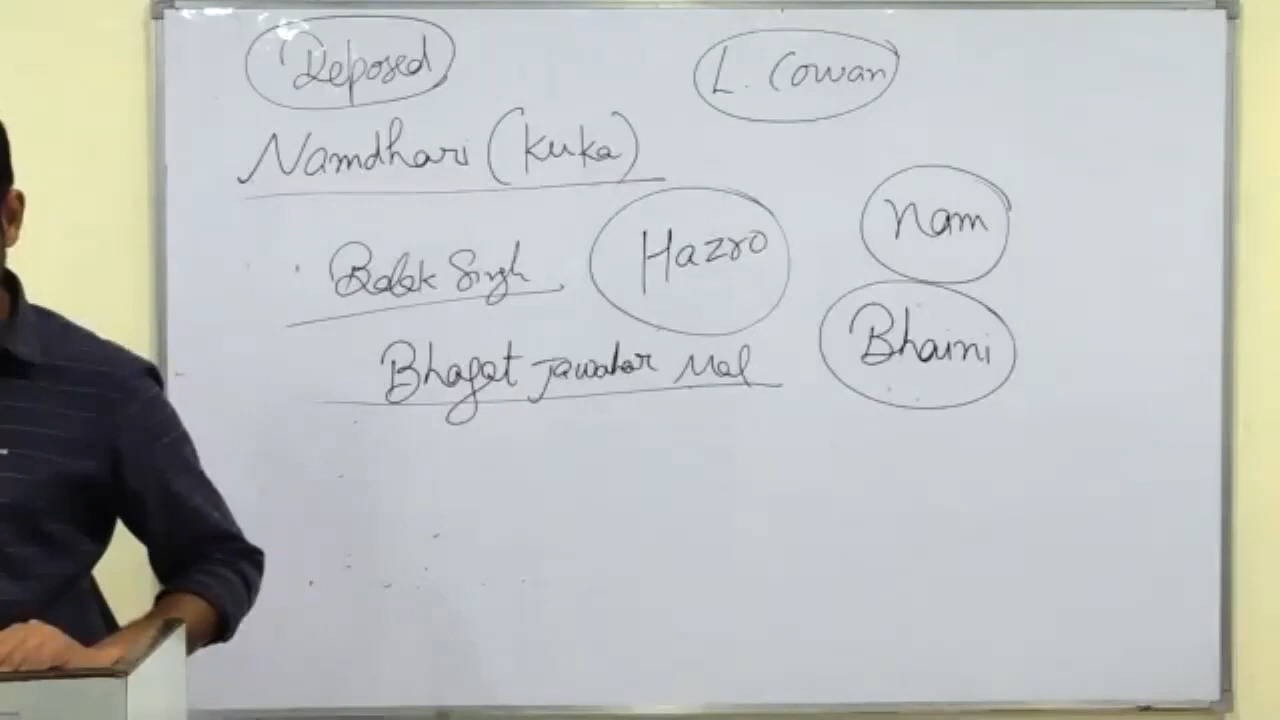 Deposed
L. Cowan
Namdhari (Kuka)
Nam
Balak Singh
Hazro
Bhagat Jawahar Mal
Bhaini